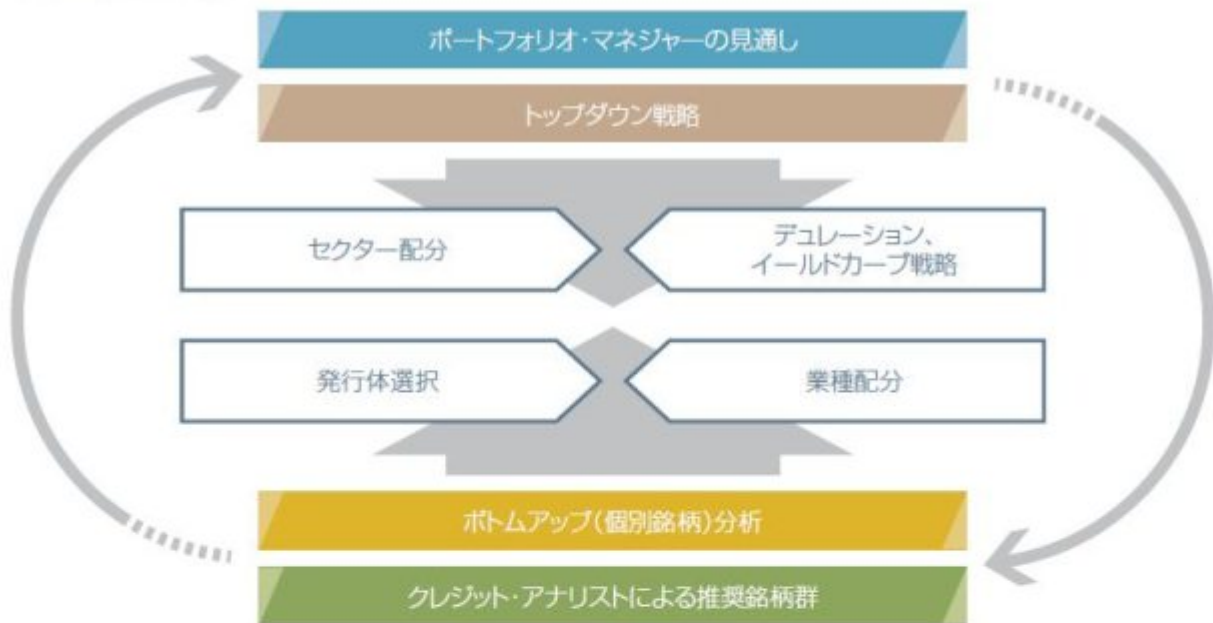 ポートフォリオ・マネジャーの見通し
トップダウン戦略
セクター配分
デュレーション、
イールドカーブ戦略
発行体選択
業種配分
ボトムアップ(個別銘柄)分析
クレジット・アナリストによる推奨銘柄群